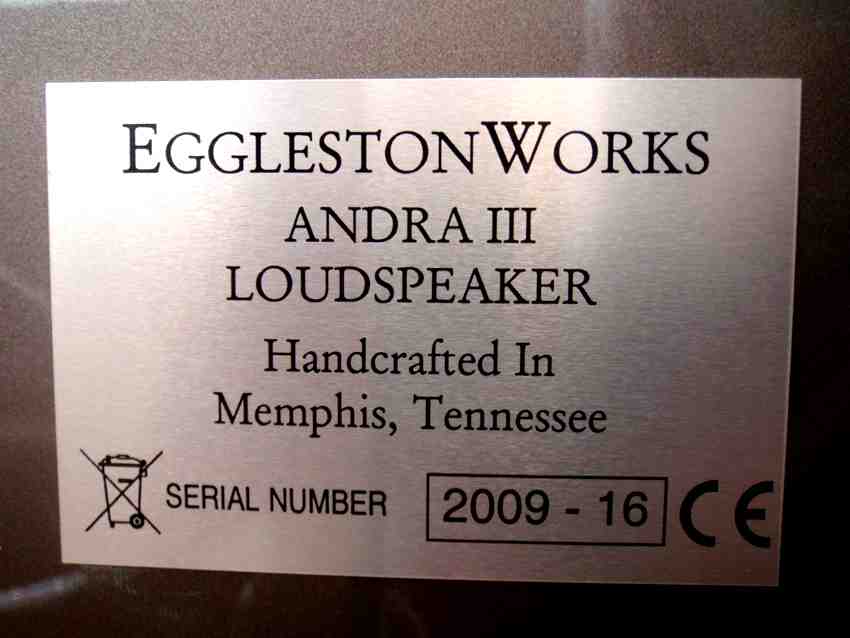 EGGLESTONWORKS
ANDRA III
LOUDSPEAKER
Handcrafted In
Memphis, Tennessee
SERIAL NUMBER 2009 - 16 CE